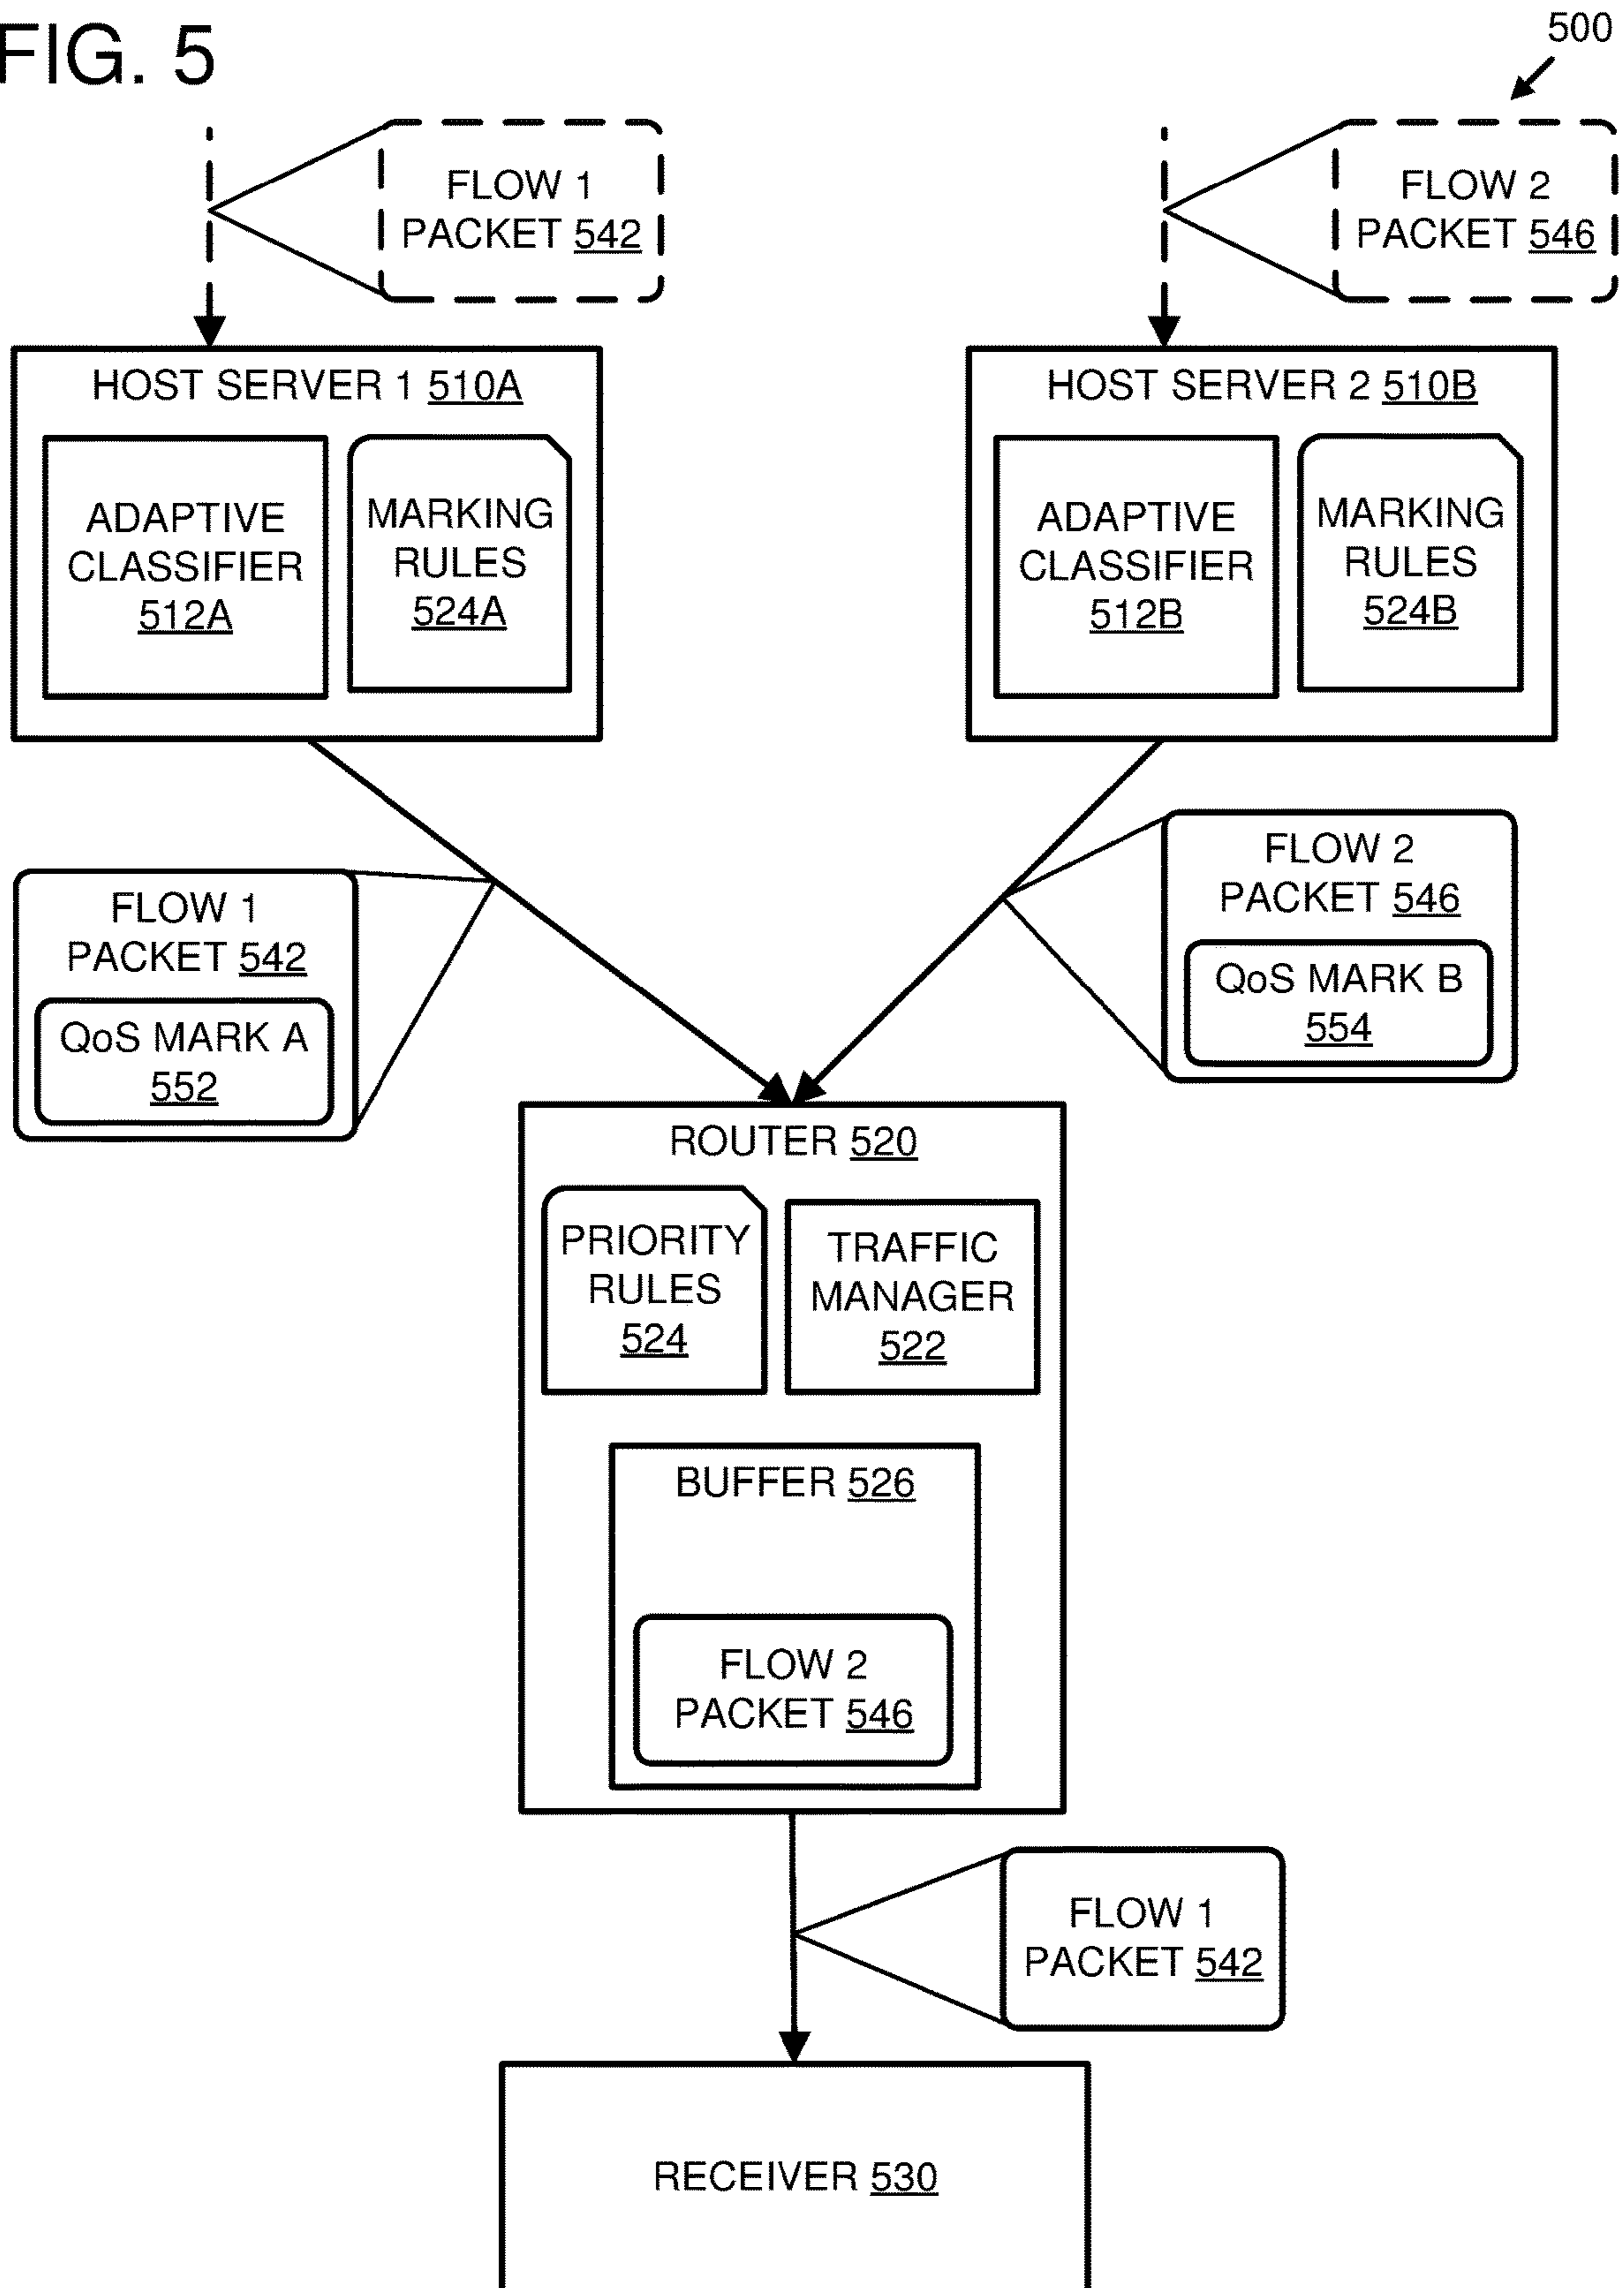 FIG. 5
500
FLOW 1
PACKET 542
FLOW 2
PACKET 546
HOST SERVER 1 510A
ADAPTIVE
CLASSIFIER
512A
MARKING
RULES
524A
HOST SERVER 2 510B
ADAPTIVE
CLASSIFIER
512B
MARKING
RULES
524B
FLOW 1
PACKET 542
QoS MARK A
552
FLOW 2
PACKET 546
QoS MARK B
554
ROUTER 520
PRIORITY
RULES
524
TRAFFIC
MANAGER
522
BUFFER 526
FLOW 2
PACKET 546
FLOW 1
PACKET 542
RECEIVER 530